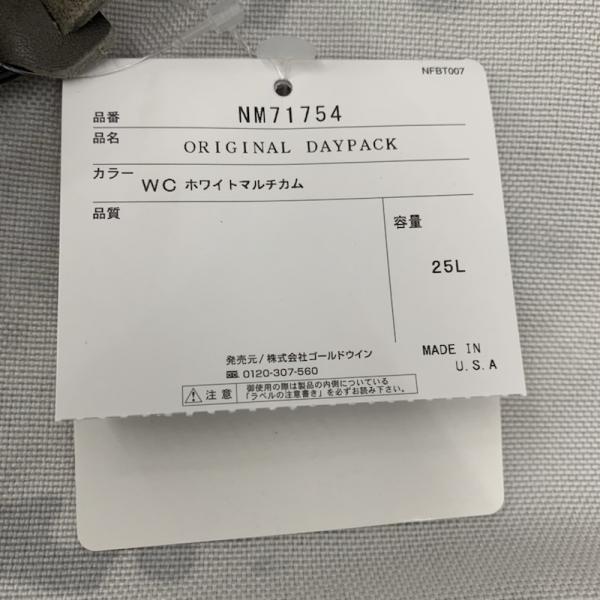 NFBT007
品番 NM71754
品名 ORIGINAL DAYPACK
カラー WC ホワイトマルチカム
品質
容量
25L
発売元/株式会社ゴールドウイン
0120-307-560
MADE IN
U.S.A
注意
御使用の際は製品の内側についている
「ラベルの注意書き」を必ずお読み下さい。